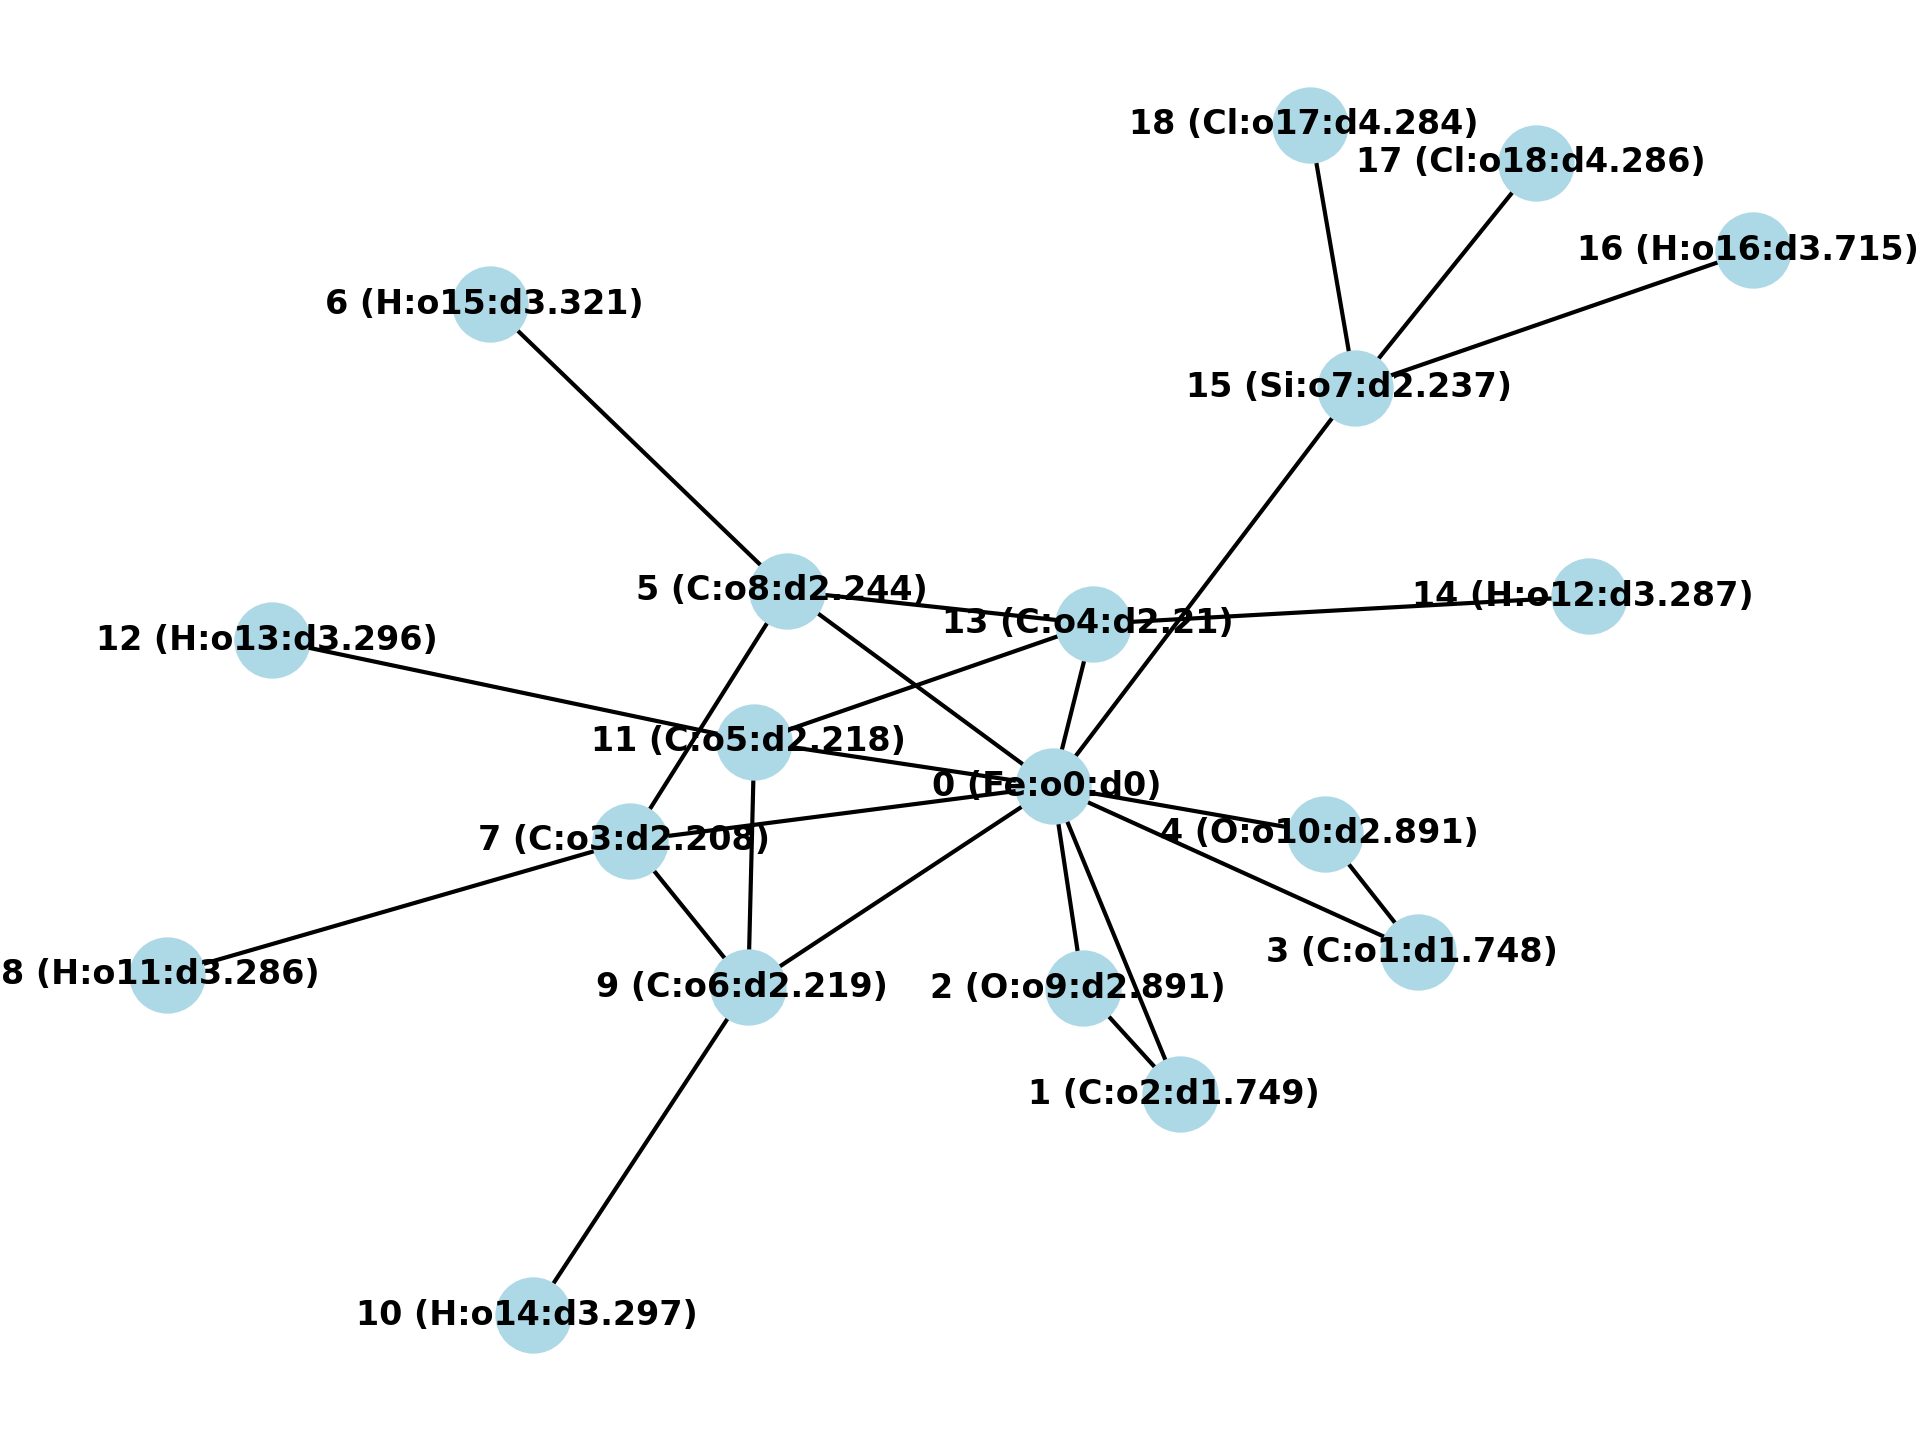 18 (Cl:o17:d4.284)
17 (Cl:o18:d4.286)
16 (H:o16:d3.715)
6 (H:o15:d3.321)
15 (Si:o7:d2.237)
5 (C:o8:d2.244)
14 (H:o12:d3.287)
13 (C:o4:d2.21)
12 (H:o13:d3.296)
11 (C:o5:d2.218)
0 (Fe:o0:d0)
4 (O:o10:d2.891)
7 (C:o3:d2.208)
3 (C:o1:d1.748)
8 (H:o11:d3.286)
9 (C:o6:d2.219)
2 (O:o9:d2.891)
1 (C:o2:d1.749)
10 (H:o14:d3.297)